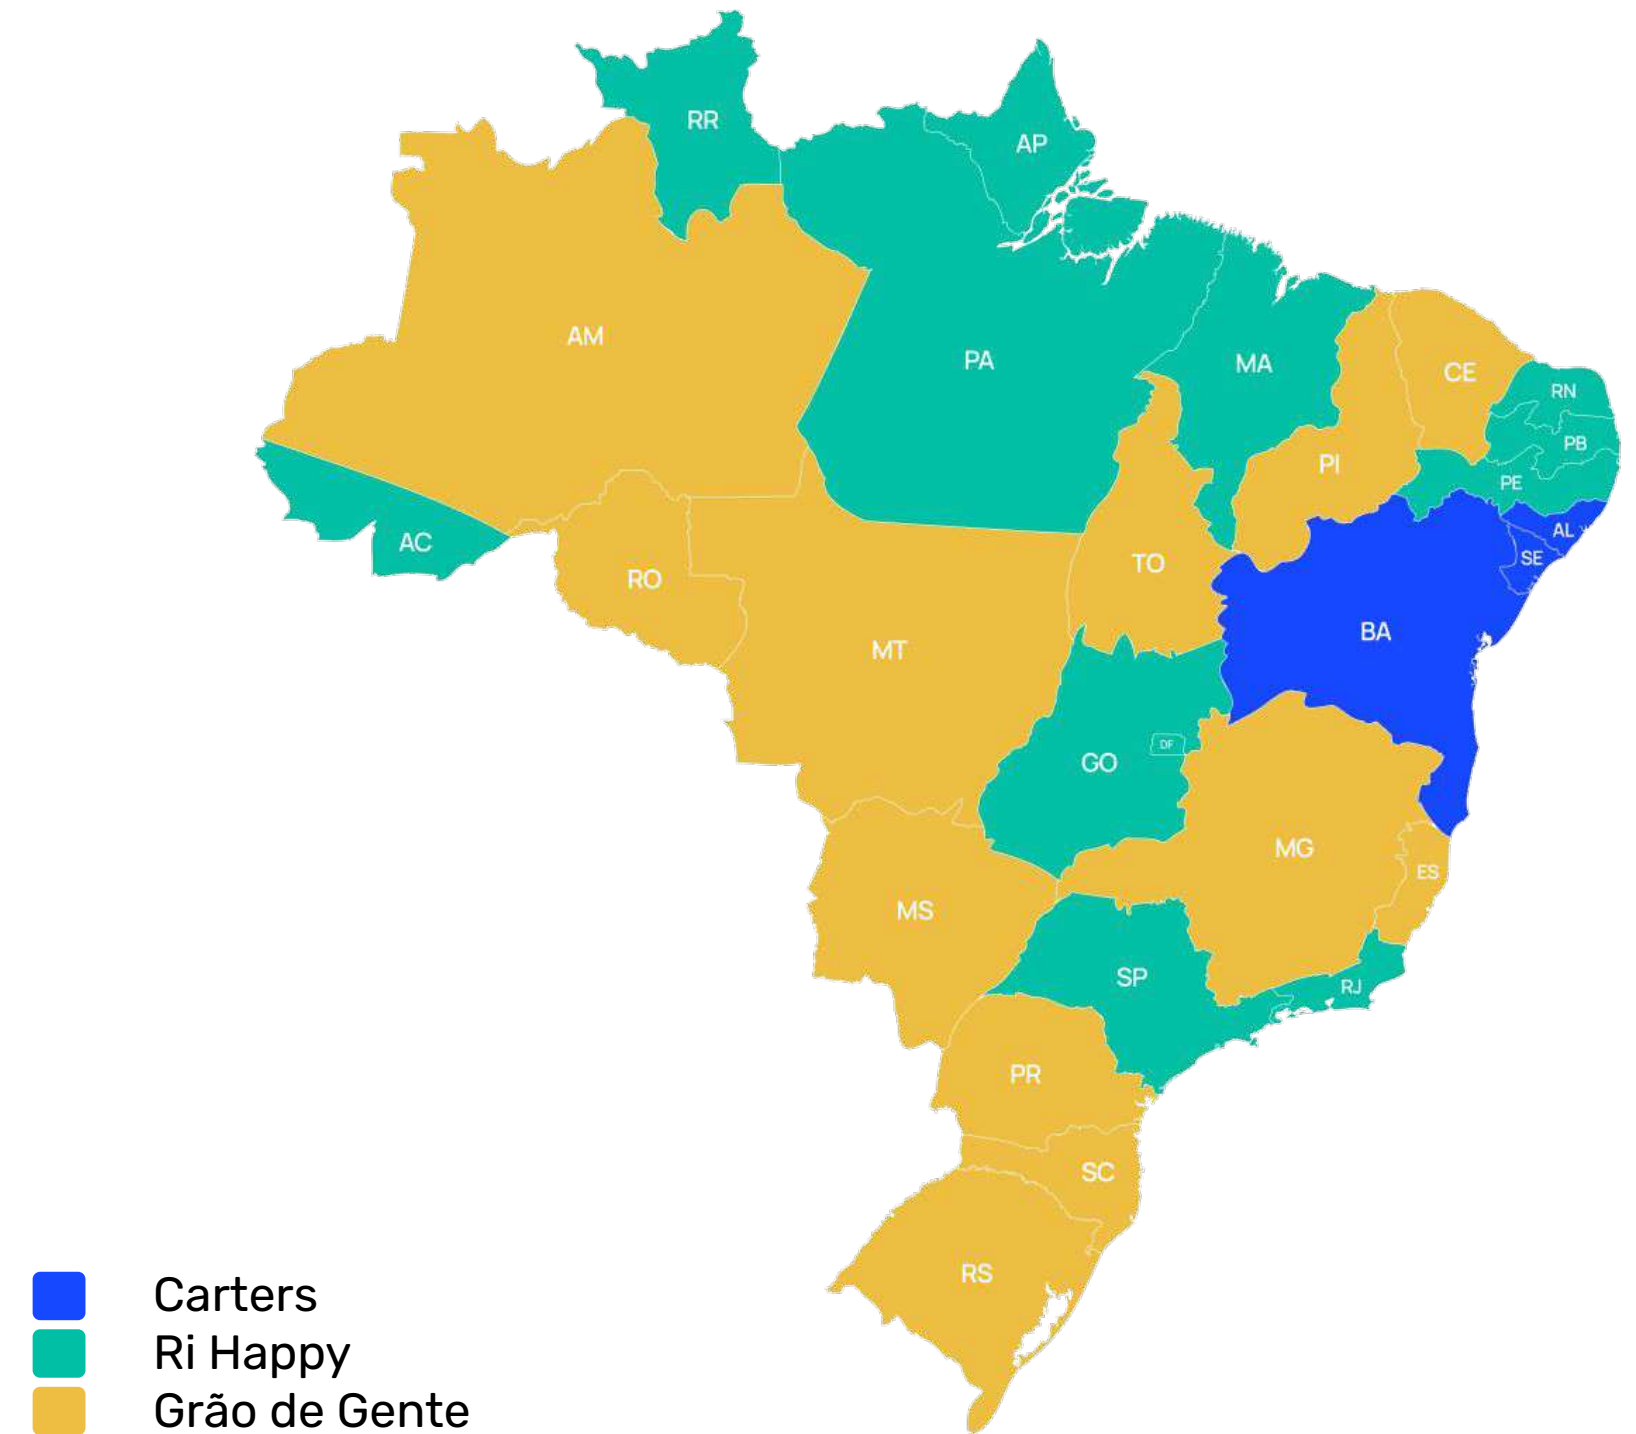 RR
AP
AM
PA
MA
CE
RN
PB
PI
PE
AL
AC
SE
TO
RO
BA
MT
DF
GO
MG
ES
MS
SP
RJ
PR
SC
RS
Carters
Ri Happy
Grão de Gente